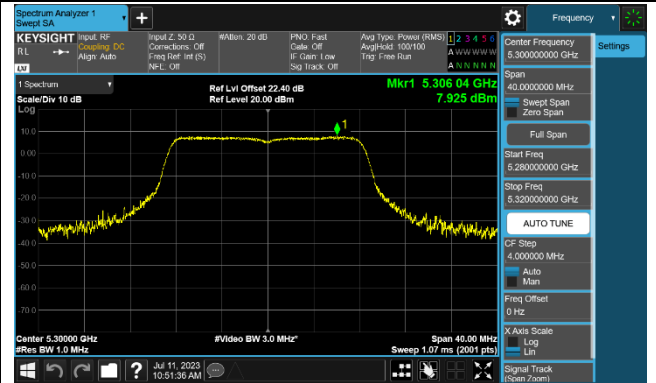 Spectrum Analyzer 1
Swept SA
Frequency
KEYSIGHT
RL
LXI
Input: RF
Coupling: DC
Align: Auto
Input Z: 50 Ω
Corrections: Off
Freq Ref: Int (S)
NFE: Off
#Atten: 20 dB
PNO: Fast
Gate: Off
IF Gain: Low
Sig Track: Off
Avg Type: Power (RMS)
Avg|Hold: 100/100
Trig: Free Run
1 2 3 4 5 6
A W W W W W
A N N N N N
1 Spectrum
Scale/Div 10 dB
Log
Ref Lvl Offset 22.40 dB
Ref Level 20.00 dBm
Mkr1 5.306 04 GHz
7.925 dBm
1
10.0
0.00
-10.0
-20.0
-30.0
-40.0
-50.0
-60.0
-70.0
Center 5.30000 GHz
#Res BW 1.0 MHz
#Video BW 3.0 MHz*
Span 40.00 MHz
Sweep 1.07 ms (2001 pts)
Jul 11, 2023
10:51:36 AM
Center Frequency
5.300000000 GHz
Settings
Span
40.0000000 MHz
Swept Span
Zero Span
Full Span
Start Freq
5.280000000 GHz
Stop Freq
5.320000000 GHz
AUTO TUNE
CF Step
4.000000 MHz
Auto
Man
Freq Offset
0 Hz
X Axis Scale
Log
Lin
Signal Track
(Span Zoom)